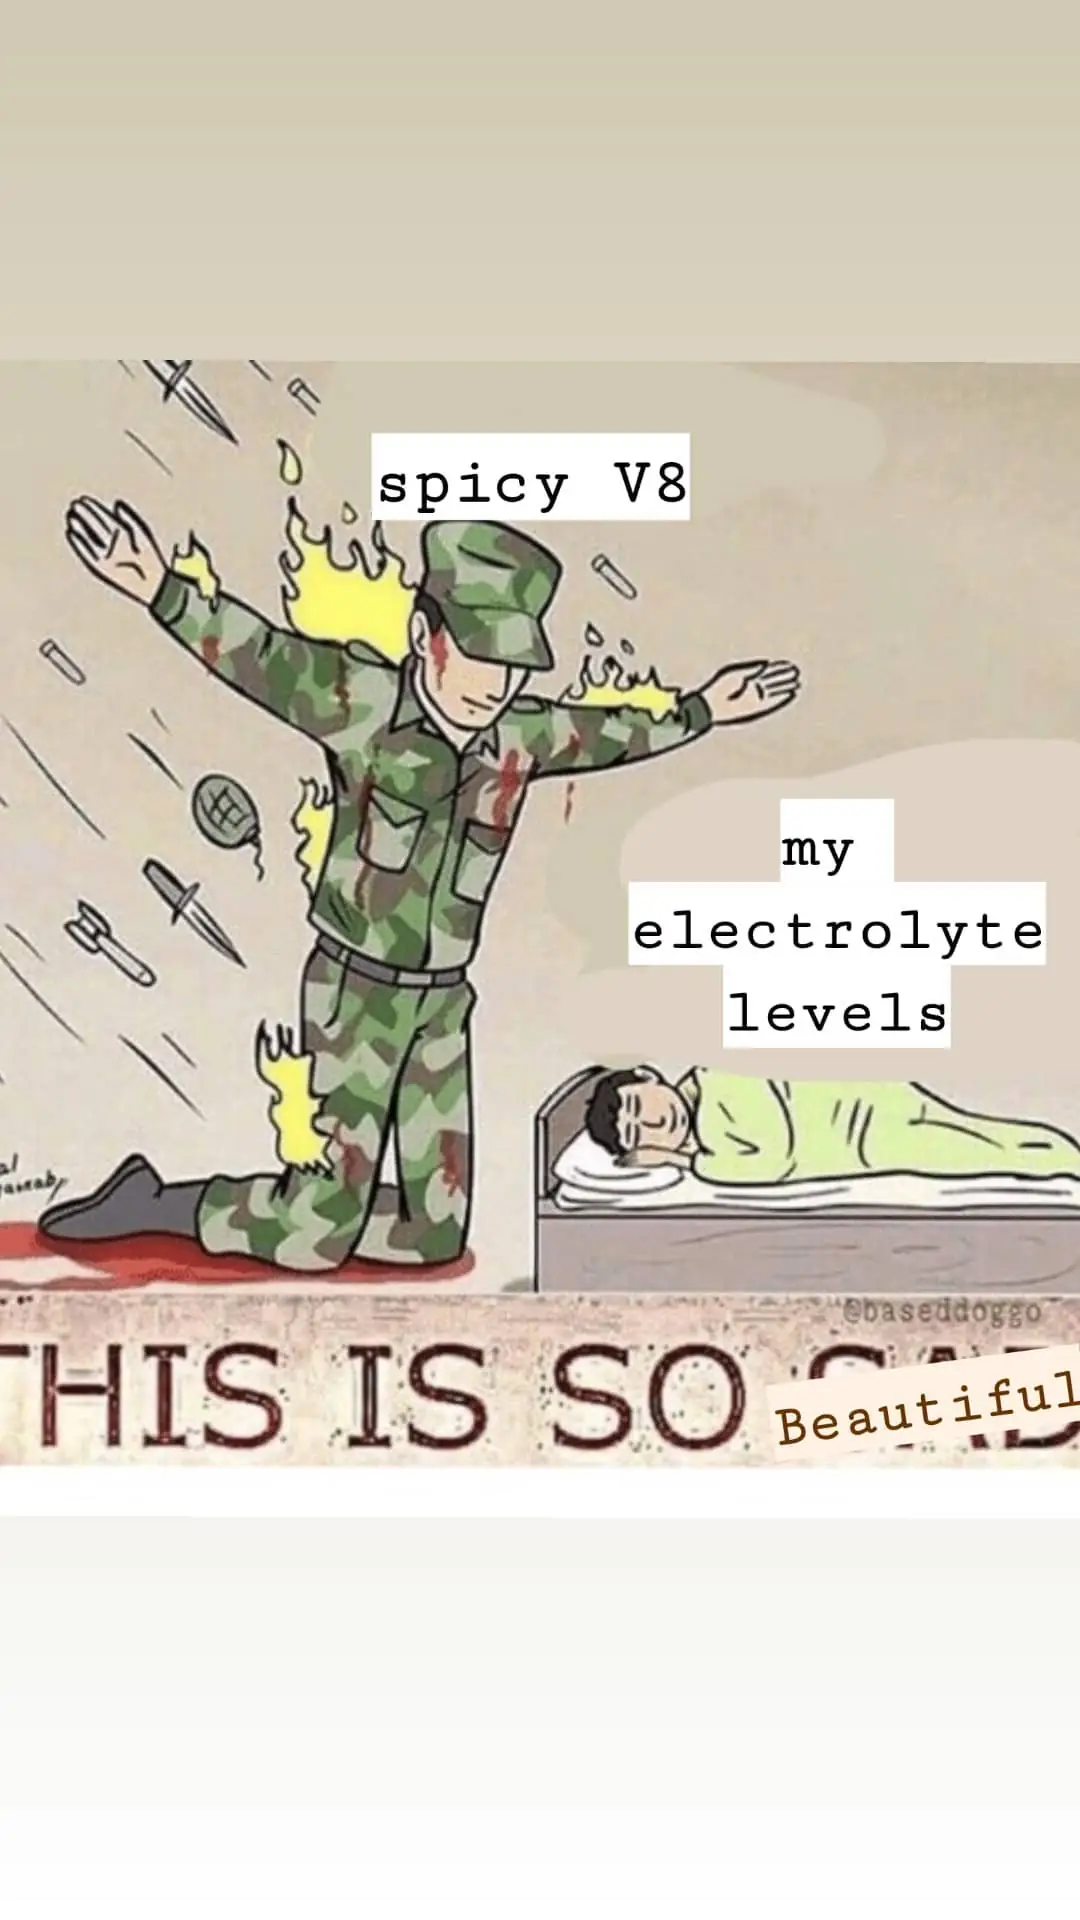 spicy V8
my
electrolyte
levels
@baseddoggo
THIS IS SO
Beautiful